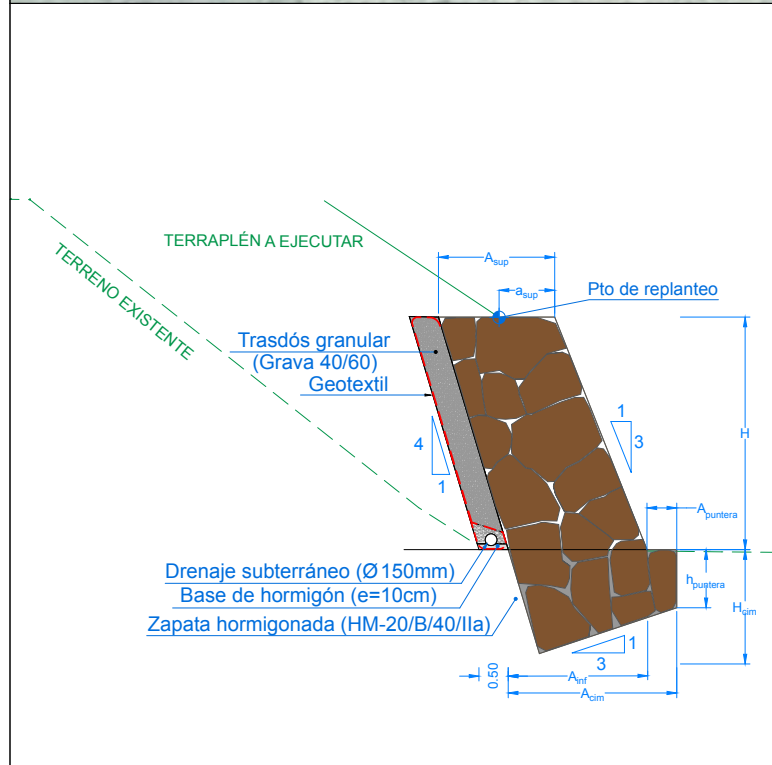 TERRAPLÉN A EJECUTAR
TERRENO EXISTENTE
Asup
asup
Pto de replanteo
Trasdós granular
(Grava 40/60)
Geotextil
4
1
1
3
H
Apuntera
hpuntera
Hcim
Drenaje subterráneo (Ø150mm)
Base de hormigón (e=10cm)
Zapata hormigonada (HM-20/B/40/IIa)
1
3
0.50
Ainf
Acim